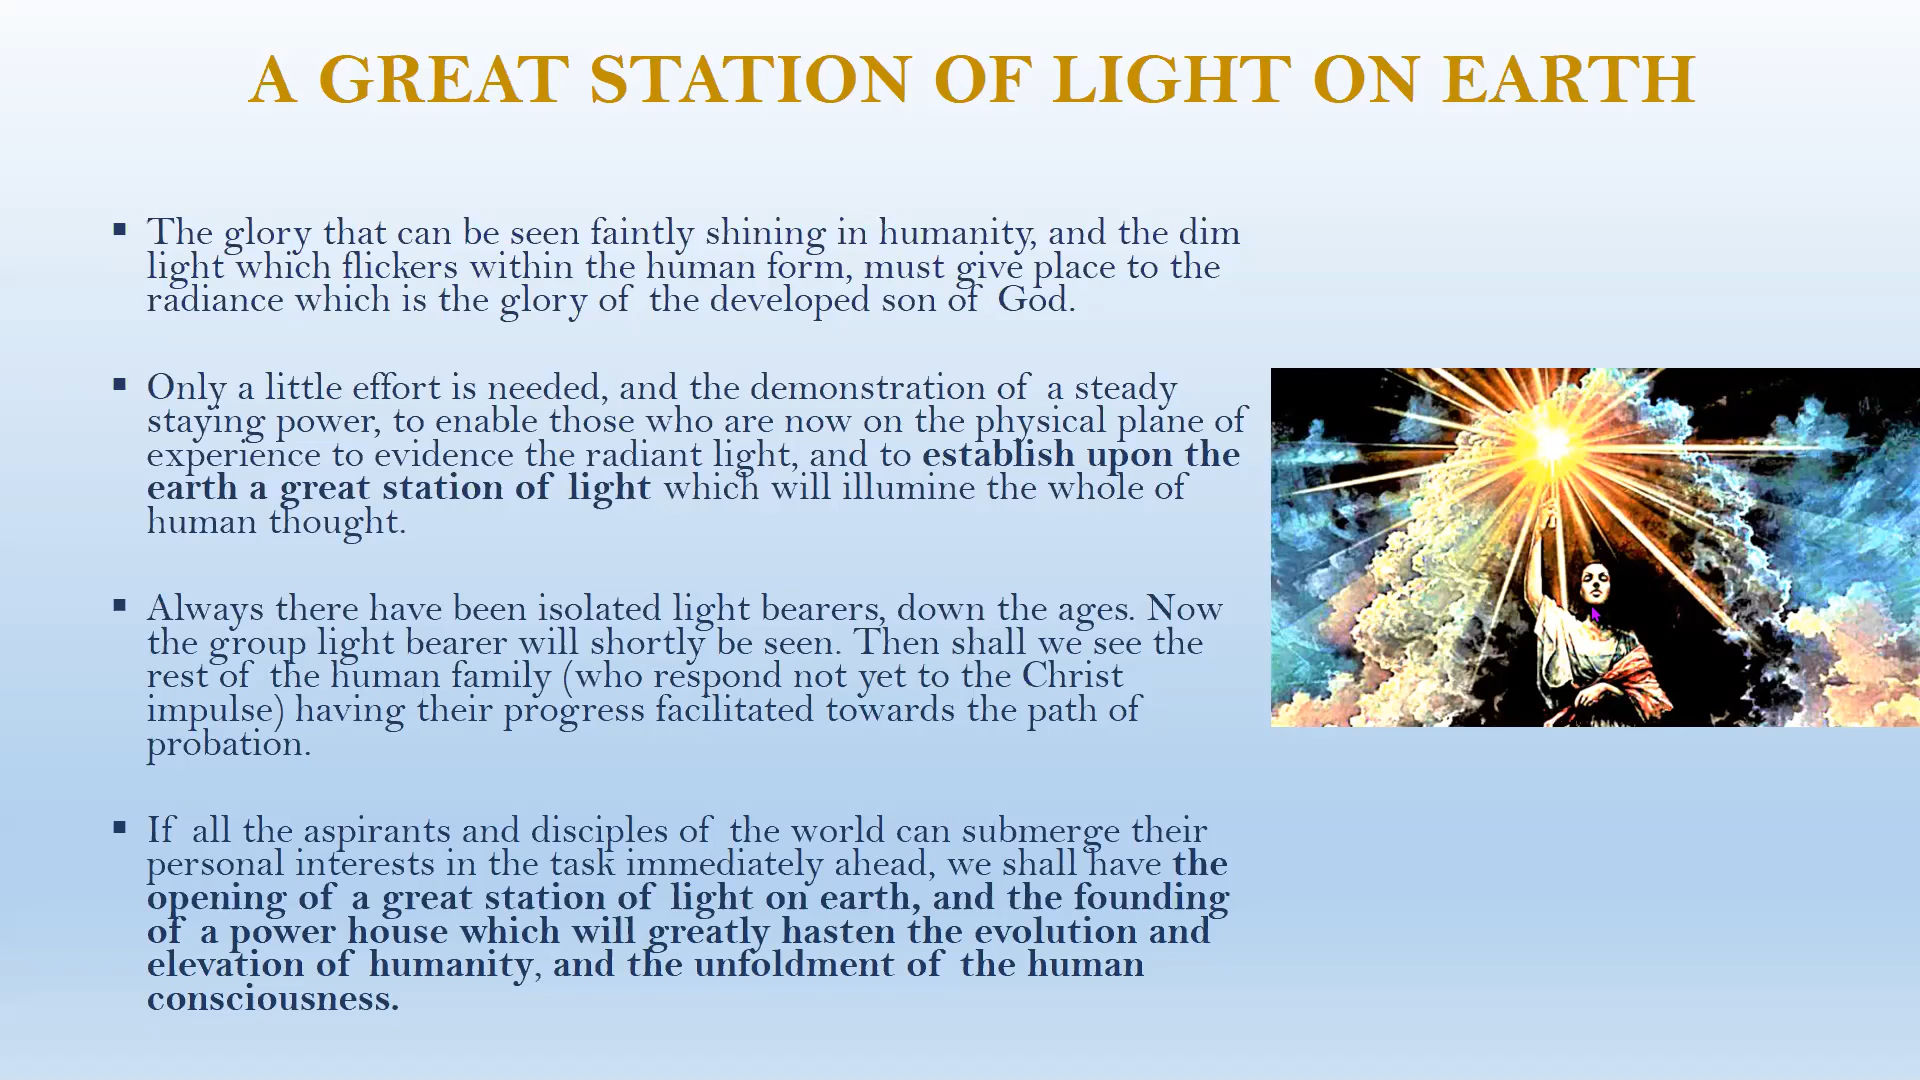 A GREAT STATION OF LIGHT ON EARTH
▪ The glory that can be seen faintly shining in humanity, and the dim
light which flickers within the human form, must give place to the
radiance which is the glory of the developed son of God.
▪ Only a little effort is needed, and the demonstration of a steady
staying power, to enable those who are now on the physical plane of
experience to evidence the radiant light, and to establish upon the
earth a great station of light which will illumine the whole of
human thought.
▪ Always there have been isolated light bearers, down the ages. Now
the group light bearer will shortly be seen. Then shall we see the
rest of the human family (who respond not yet to the Christ
impulse) having their progress facilitated towards the path of
probation.
▪ If all the aspirants and disciples of the world can submerge their
personal interests in the task immediately ahead, we shall have the
opening of a great station of light on earth, and the founding
of a power house which will greatly hasten the evolution and
elevation of humanity, and the unfoldment of the human
consciousness.